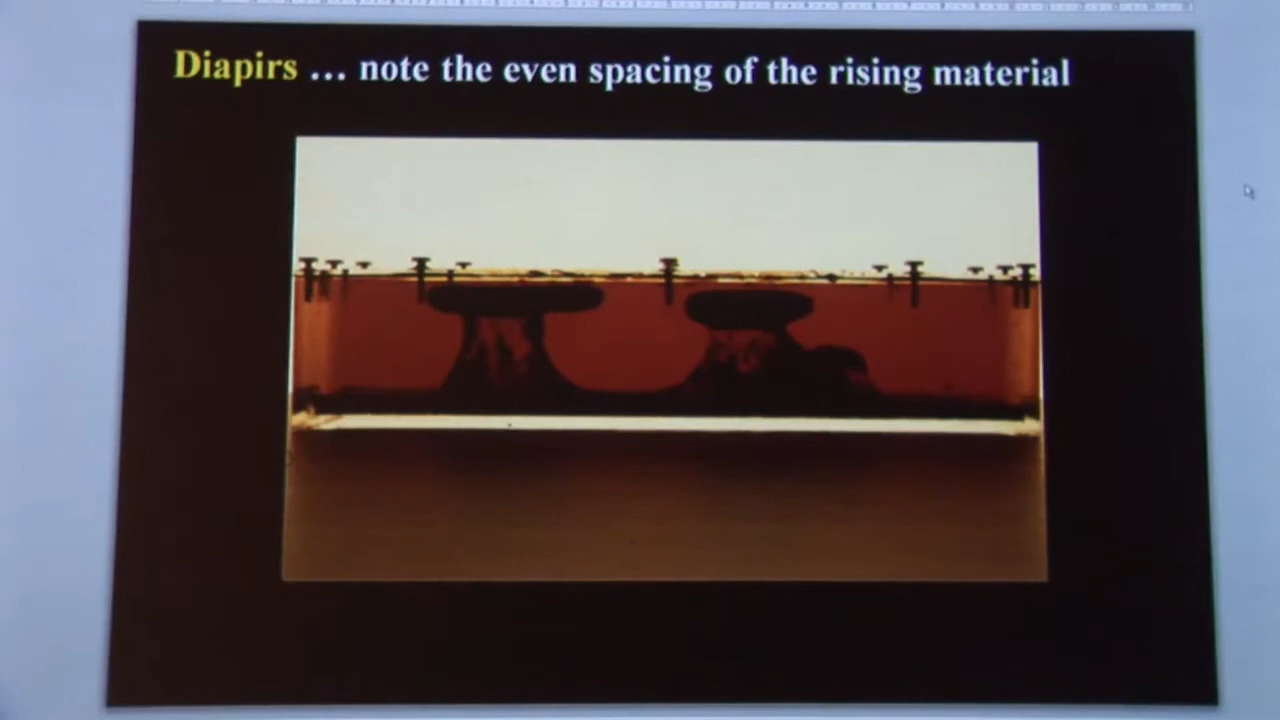 Diapirs ... note the even spacing of the rising material